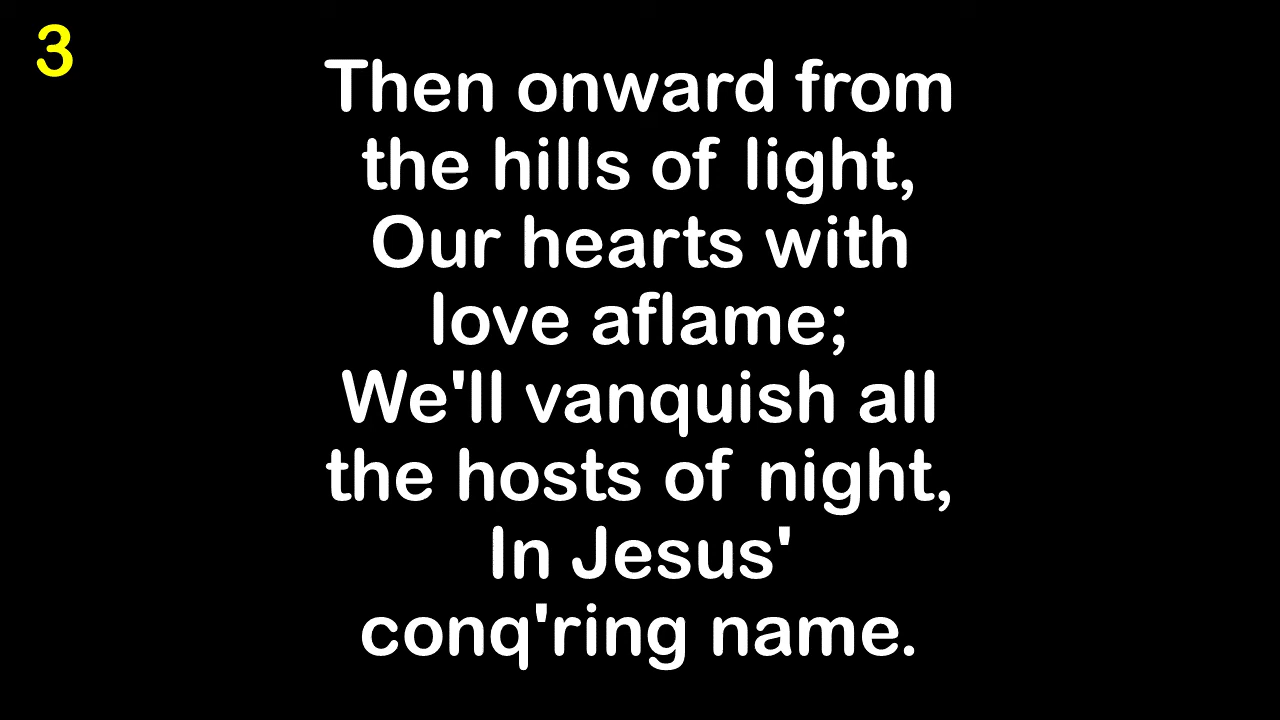 3
Then onward from
the hills of light,
Our hearts with
love aflame;
We'll vanquish all
the hosts of night,
In Jesus'
conq'ring name.